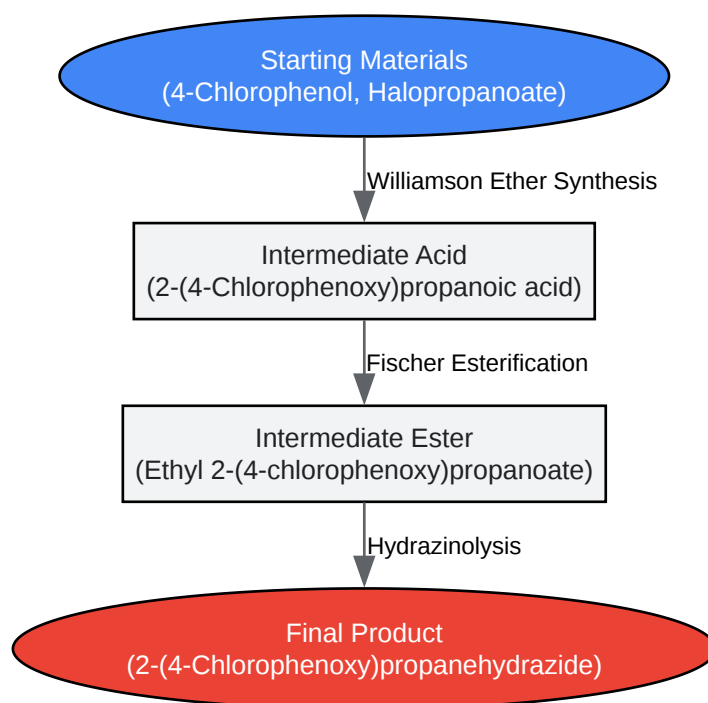 Starting Materials
(4-Chlorophenol, Halopropanoate)
Williamson Ether Synthesis
Intermediate Acid
(2-(4-Chlorophenoxy)propanoic acid)
Fischer Esterification
Intermediate Ester
(Ethyl 2-(4-chlorophenoxy)propanoate)
Hydrazinolysis
Final Product
(2-(4-Chlorophenoxy)propanehydrazide)